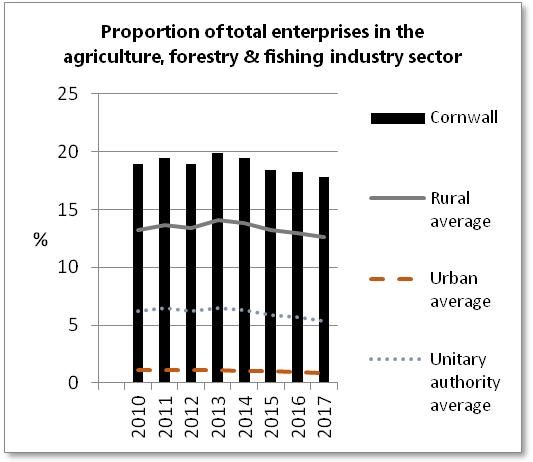 Proportion of total enterprises in the
agriculture, forestry & fishing industry sector
25
20
15
10
5
0
%
2010
2011
2012
2013
2014
2015
2016
2017
Cornwall
Rural
average
Urban
average
Unitary
authority
average